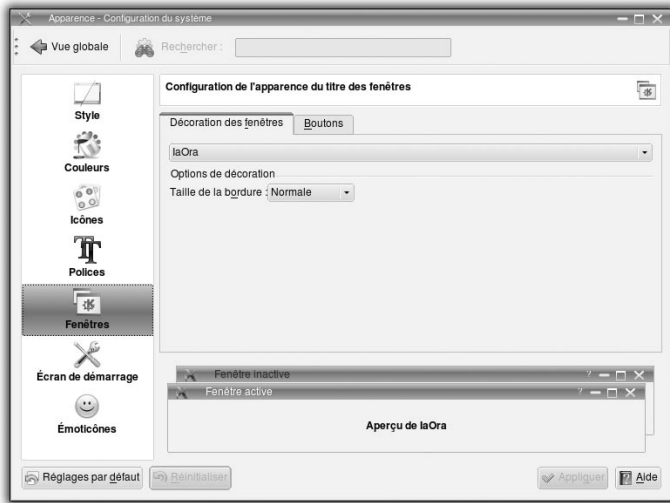 Apparence - Configuration du système
Vue globale
Rechercher :
Configuration de l'apparence du titre des fenêtres
Style
Couleurs
Icônes
Polices
Fenêtres
Écran de démarrage
Émoticônes
Décoration des fenêtres
Boutons
IaOra
Options de décoration
Taille de la bordure : Normale
Fenêtre inactive
Fenêtre active
Aperçu de IaOra
Réglages par défaut
Réinitialiser
Appliquer
Aide